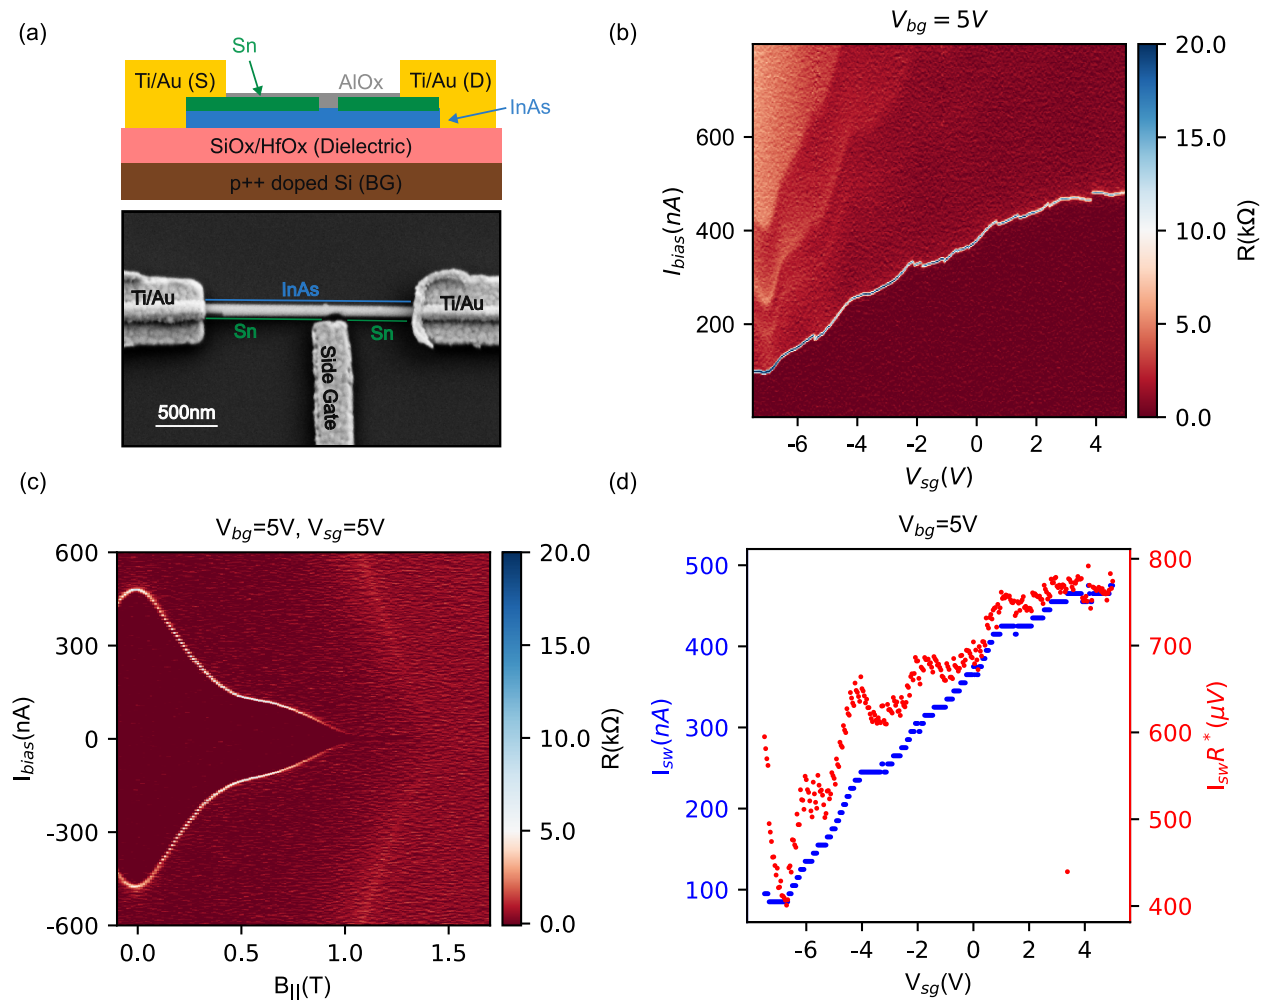 (a)
Sn
Ti/Au (S)
AlOx
Ti/Au (D)
InAs
SiOx/HfOx (Dielectric)
p++ doped Si (BG)
Ti/Au
InAs
Ti/Au
Sn
Sn
Side Gate
500nm
(b)
V_bg = 5V
I_bias(nA)
600
400
200
-6 -4 -2 0 2 4
V_sg(V)
20.0
15.0
10.0
5.0
0.0
R(kΩ)
(c)
V_bg=5V, V_sg=5V
I_bias(nA)
600
300
0
-300
-600
0.0 0.5 1.0 1.5
B_||(T)
20.0
15.0
10.0
5.0
0.0
R(kΩ)
(d)
V_bg=5V
I_sw(nA)
500
400
300
200
100
-6 -4 -2 0 2 4
V_sg(V)
800
700
600
500
400
I_swR* (μV)